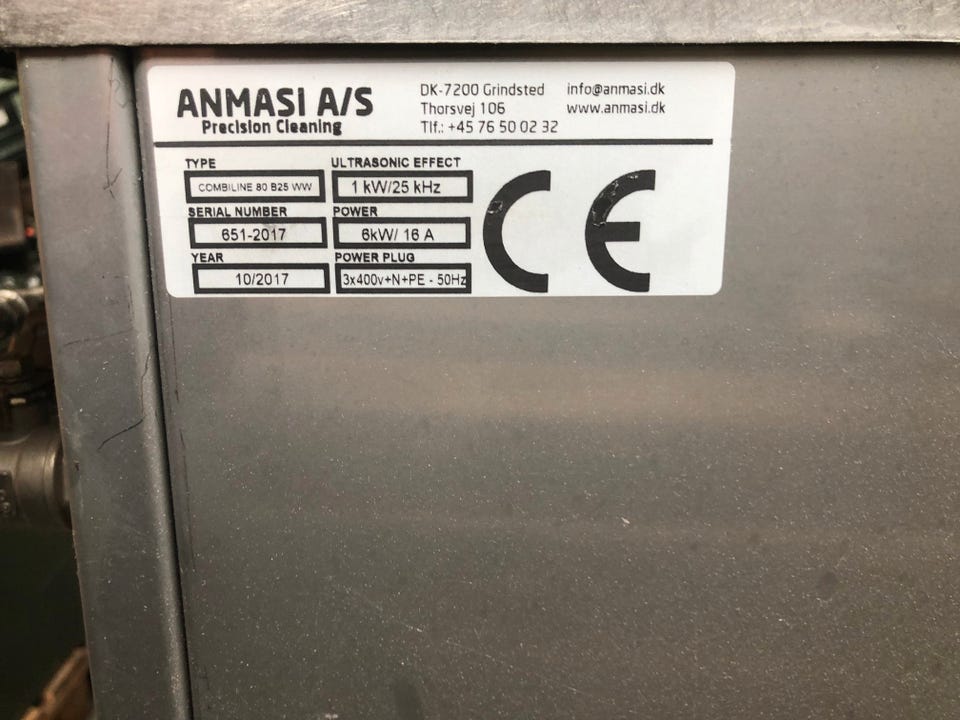 ANMASI A/S
Precision Cleaning
DK-7200 Grindsted
Thorsvej 106
Tlf.: +45 76 50 02 32
info@anmasi.dk
www.anmasi.dk
TYPE
COMBILINE 80 B25 WW
ULTRASONIC EFFECT
1 kW/25 kHz
SERIAL NUMBER
651-2017
POWER
6kW/ 16 A
YEAR
10/2017
POWER PLUG
3x400v+N+PE - 50Hz
CE